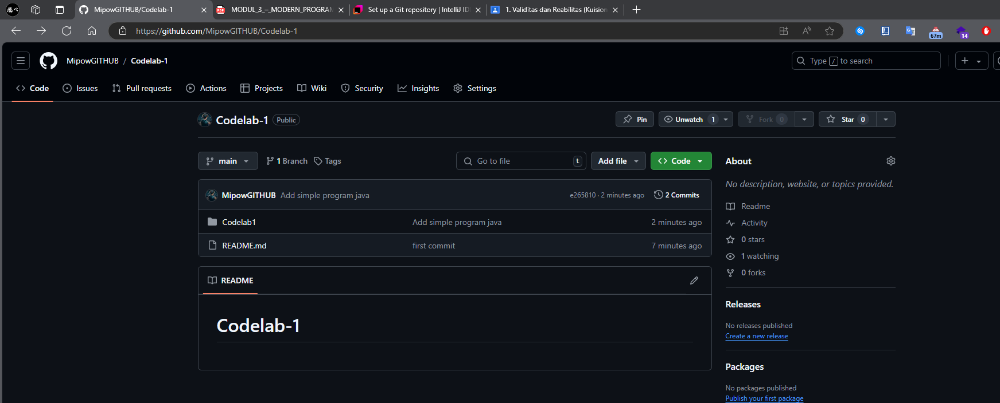 MipowGITHUB/Codelab-1
MODUL_3_–_MODERN_PROGRAM
Set up a Git repository | IntelliJ ID
1. Validitas dan Reabilitas (Kuision
https://github.com/MipowGITHUB/Codelab-1
67m
14
MipowGITHUB / Codelab-1
Type / to search
Code
Issues
Pull requests
Actions
Projects
Wiki
Security
Insights
Settings
Codelab-1 Public
Pin
Unwatch 1
Fork 0
Star 0
main
1 Branch
Tags
Go to file t
Add file
Code
MipowGITHUB Add simple program java e265810 · 2 minutes ago 2 Commits
Codelab1 Add simple program java 2 minutes ago
README.md first commit 7 minutes ago
README
Codelab-1
About
No description, website, or topics provided.
Readme
Activity
0 stars
1 watching
0 forks
Releases
No releases published
Create a new release
Packages
No packages published
Publish your first package